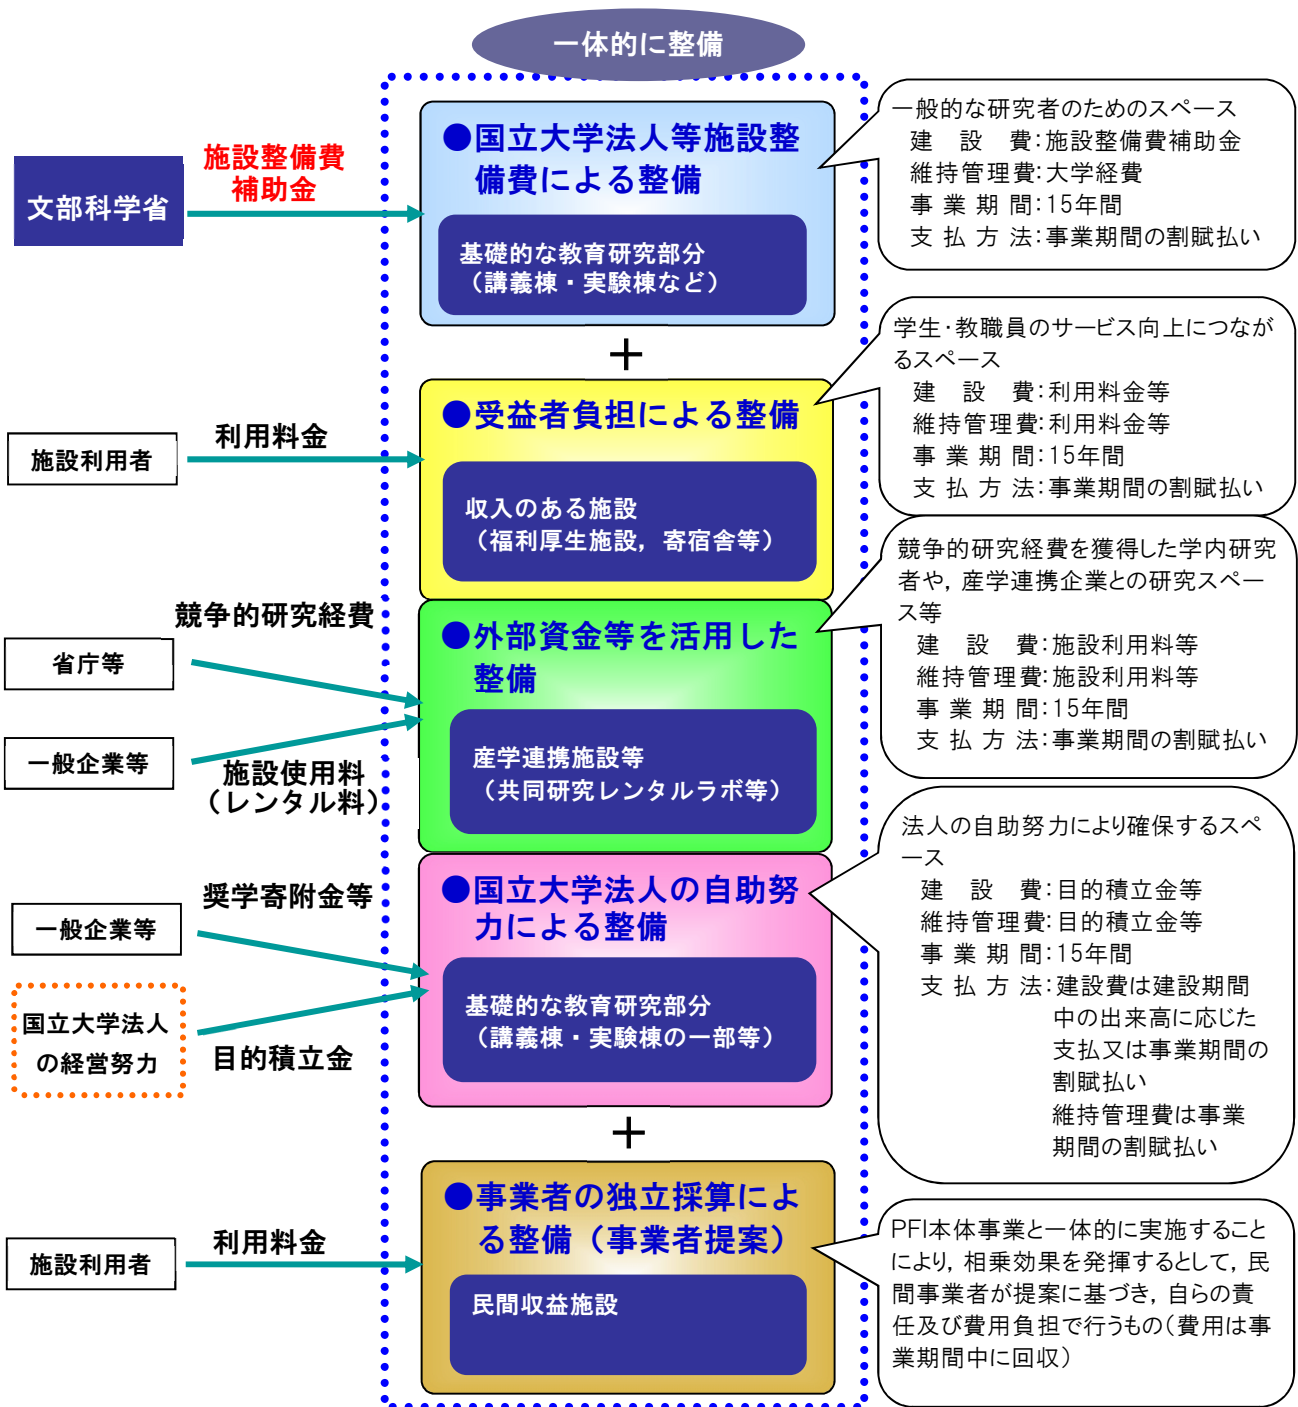 一体的に整備
文部科学省
施設整備費
補助金
●国立大学法人等施設整
備費による整備
基礎的な教育研究部分
（講義棟・実験棟など）
一般的な研究者のためのスペース
建　設　費：施設整備費補助金
維持管理費：大学経費
事 業 期 間：15年間
支 払 方 法：事業期間の割賦払い
＋
施設利用者
利用料金
●受益者負担による整備
収入のある施設
（福利厚生施設，寄宿舎等）
学生・教職員のサービス向上につなが
るスペース
建　設　費：利用料金等
維持管理費：利用料金等
事 業 期 間：15年間
支 払 方 法：事業期間の割賦払い
競争的研究経費
省庁等
一般企業等
施設使用料
（レンタル料）
●外部資金等を活用した
整備
産学連携施設等
（共同研究レンタルラボ等）
競争的研究経費を獲得した学内研究
者や，産学連携企業との研究スペー
ス等
建　設　費：施設利用料等
維持管理費：施設利用料等
事 業 期 間：15年間
支 払 方 法：事業期間の割賦払い
奨学寄附金等
一般企業等
国立大学法人
の経営努力
目的積立金
●国立大学法人の自助努
力による整備
基礎的な教育研究部分
（講義棟・実験棟の一部等）
法人の自助努力により確保するスペ
ース
建　設　費：目的積立金等
維持管理費：目的積立金等
事 業 期 間：15年間
支 払 方 法：建設費は建設期間
中の出来高に応じた
支払又は事業期間の
割賦払い
維持管理費は事業
期間の割賦払い
＋
施設利用者
利用料金
●事業者の独立採算によ
る整備（事業者提案）
民間収益施設
PFI本体事業と一体的に実施すること
により，相乗効果を発揮するとして，民
間事業者が提案に基づき，自らの責
任及び費用負担で行うもの（費用は事
業期間中に回収）